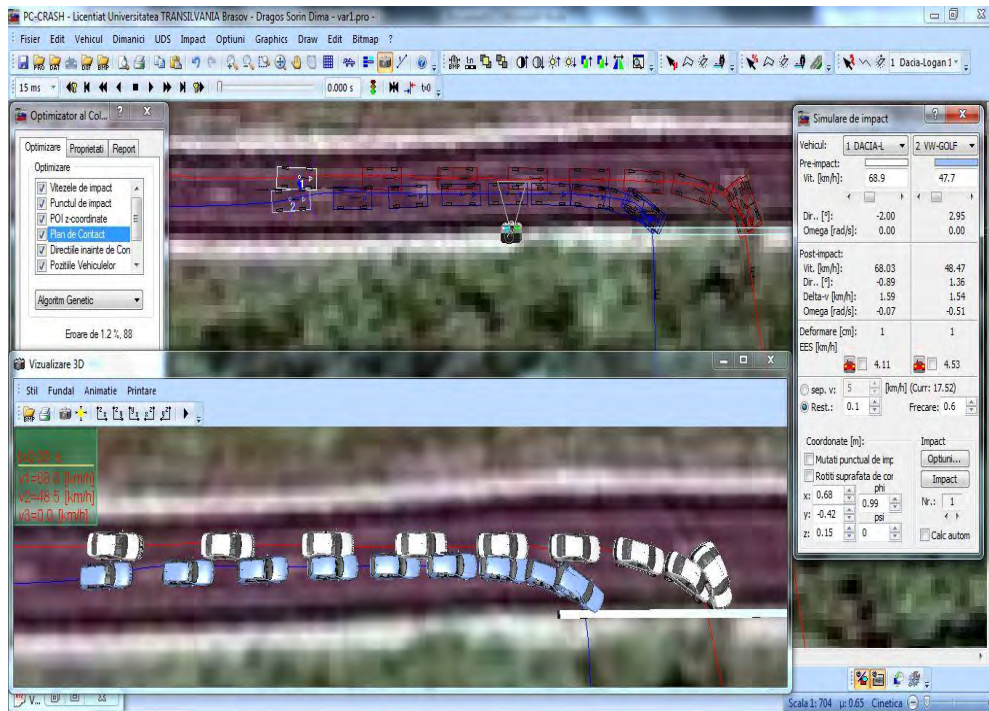 PC-CRASH - Licentiat Universitatea TRANSILVANIA Brasov - Dragos Sorin Dima - var1.pro -
Fisier Edit Vehicul Dimanici UDS Impact Optiuni Graphics Draw Edit Bitmap ?
1 Dacia-Logan 1
15 ms 0.000 s
Optimizator al Col...
Optimizare Proprietati Report
Optimizare
Vitezele de impact
Punctul de impact
POI z-coordinate
Plan de Contact
Directiile inainte de Con
Pozitiile Vehiculelor
Algoritm Genetic
Eroare de 1.2 %, 88
1
2
Simulare de impact
Vehicul: 1 DACIA-L 2 VW-GOLF
Pre-impact:
Vit. [km/h]: 68.9 47.7
Dir.. [°]: -2.00 2.95
Omega [rad/s]: 0.00 0.00
Post-impact:
Vit. [km/h]: 68.03 48.47
Dir.. [°]: -0.89 1.36
Delta-v [km/h]: 1.59 1.54
Omega [rad/s]: -0.07 -0.51
Deformare [cm]: 1 1
EES [km/h]
4.11 4.53
sep. v: 5 [km/h] (Curr: 17.52)
Rest.: 0.1 Frecare: 0.6
Coordonate [m]: Impact
Mutati punctual de imp Optiuni...
Rotiti suprafata de cor Impact
phi
x: 0.68 0.99 Nr.: 1
y: -0.42 psi
z: 0.15 0 Calc autom
Vizualizare 3D
Stil Fundal Animatie Printare
v1=68.0 [km/h]
v2=48.5 [km/h]
v3=0.0 [km/h]
V...
Scala 1: 704 µ: 0.65 Cinetica